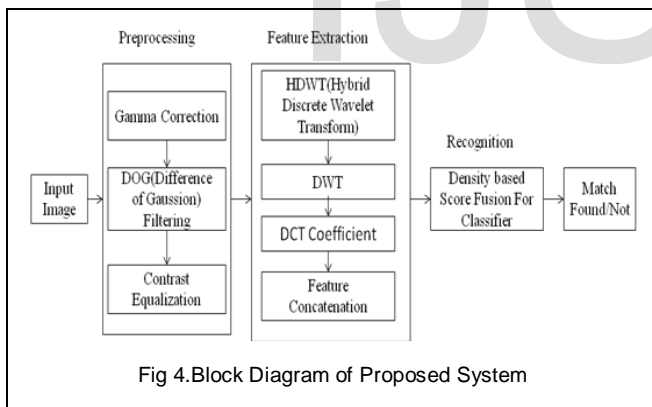 IJSC
Preprocessing
Feature Extraction
Gamma Correction
HDWT(Hybrid
Discrete Wavelet
Transform)
Recognition
Input
Image
DOG(Difference
of Gaussion)
Filtering
DWT
Density based
Score Fusion For
Classifier
Match
Found/Not
DCT Coefficient
Contrast
Equalization
Feature
Concatenation
Fig 4.Block Diagram of Proposed System